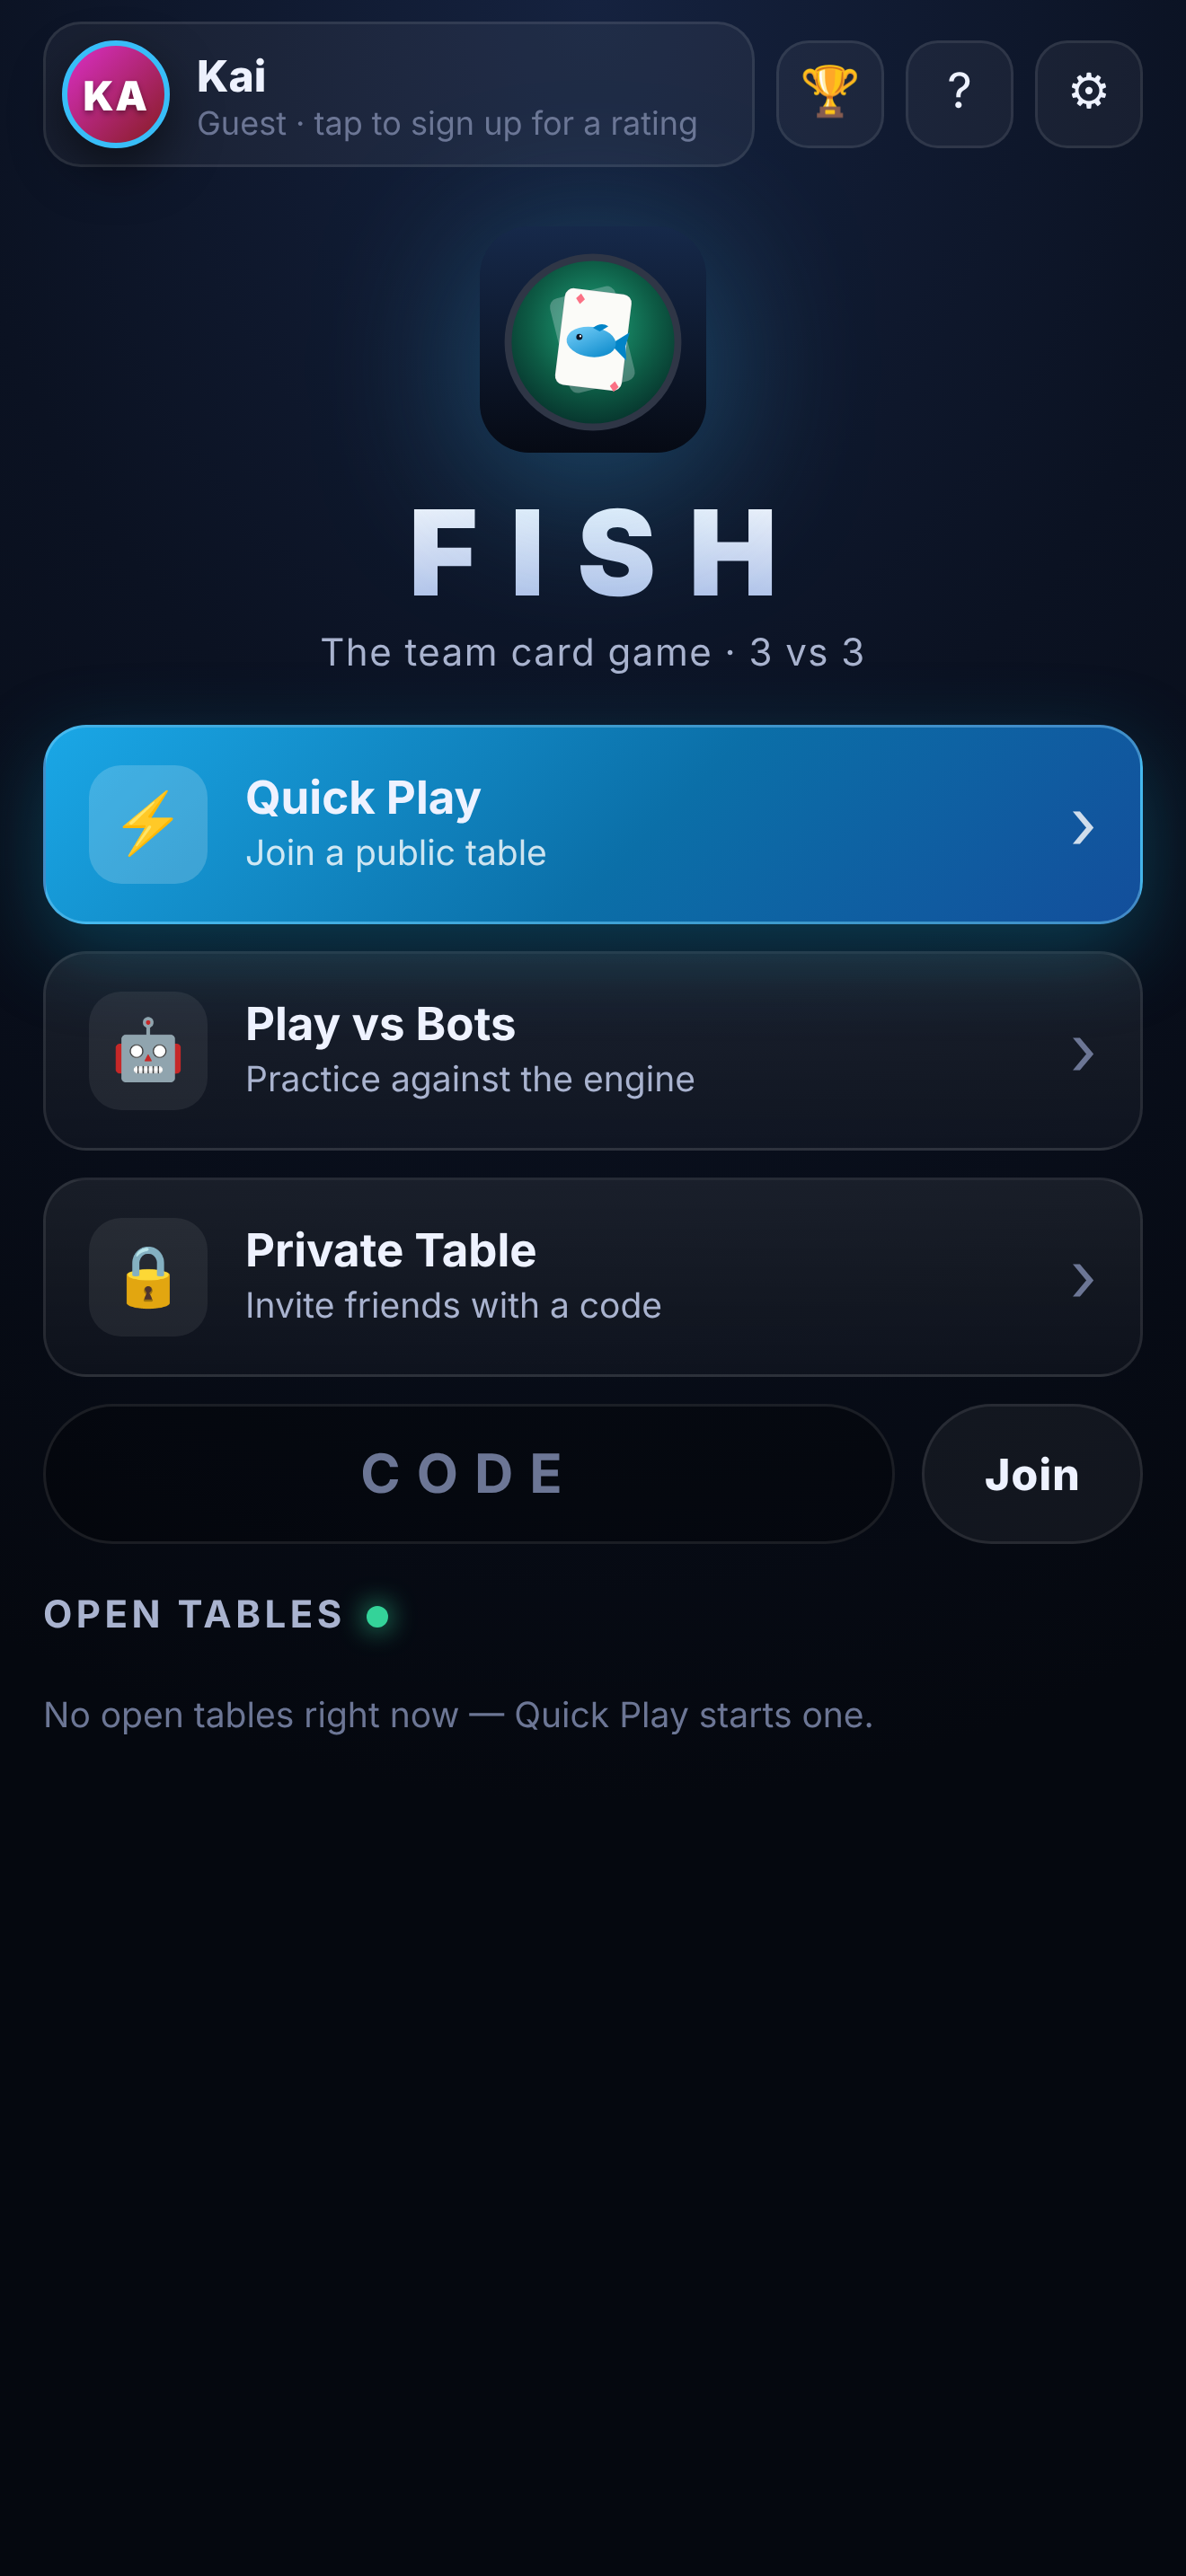 KA
Kai
Guest · tap to sign up for a rating
?
FISH
The team card game · 3 vs 3
Quick Play
Join a public table
Play vs Bots
Practice against the engine
Private Table
Invite friends with a code
CODE
Join
OPEN TABLES
No open tables right now — Quick Play starts one.